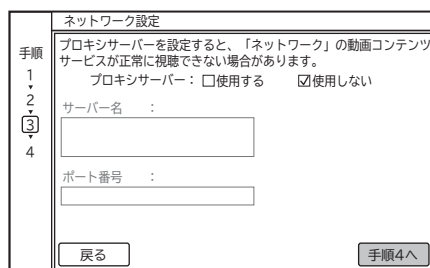 ネットワーク設定
手順
1
2
3
4
プロキシサーバーを設定すると、「ネットワーク」の動画コンテンツ
サービスが正常に視聴できない場合があります。
プロキシサーバー：□使用する ☑使用しない
サーバー名 ：
ポート番号 ：
戻る
手順4へ